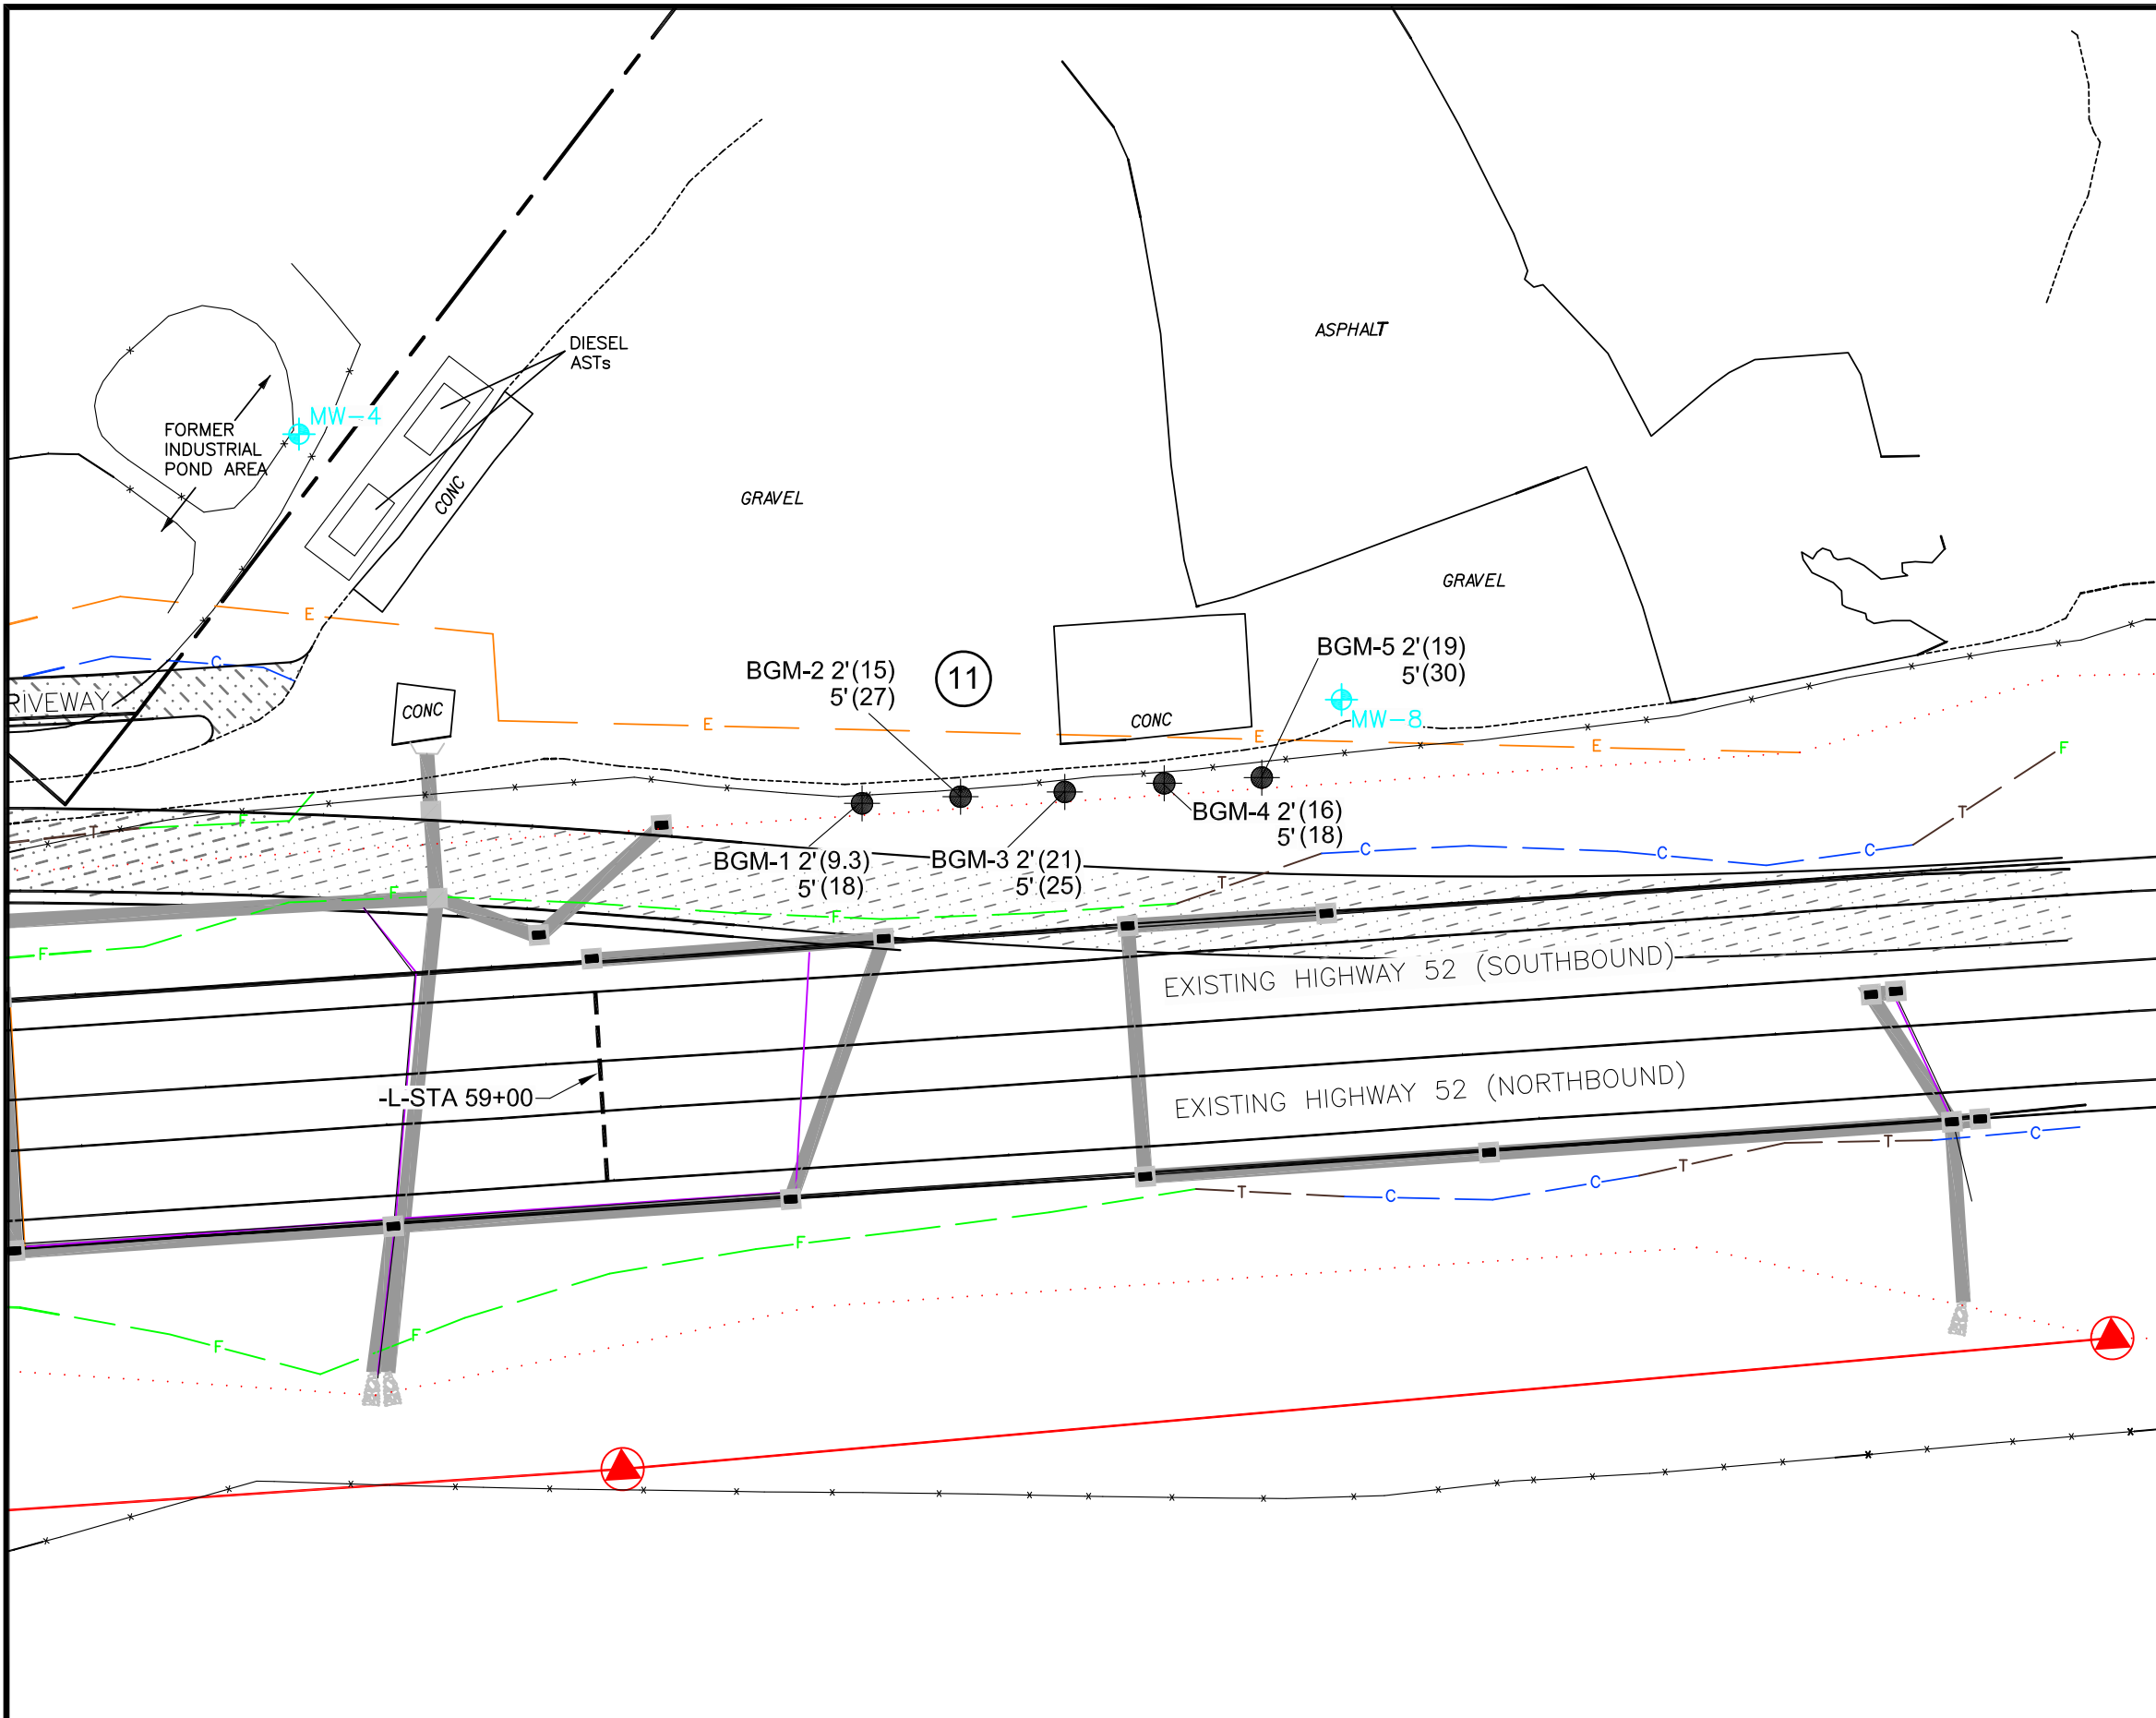 DIESEL
ASTs
ASPHALT
MW-4
FORMER
INDUSTRIAL
POND AREA
CONC
GRAVEL
GRAVEL
E
C
RIVEWAY
CONC
BGM-2 2'(15)
5'(27)
11
BGM-5 2'(19)
5'(30)
MW-8
CONC
E
E
E
F
F
T
T
BGM-4 2'(16)
5'(18)
BGM-1 2'(9.3)
5'(18)
BGM-3 2'(21)
5'(25)
C
C
C
T
F
F
F
EXISTING HIGHWAY 52 (SOUTHBOUND)
EXISTING HIGHWAY 52 (NORTHBOUND)
-L-STA 59+00
T
C
C
T
T
C
F
F
F